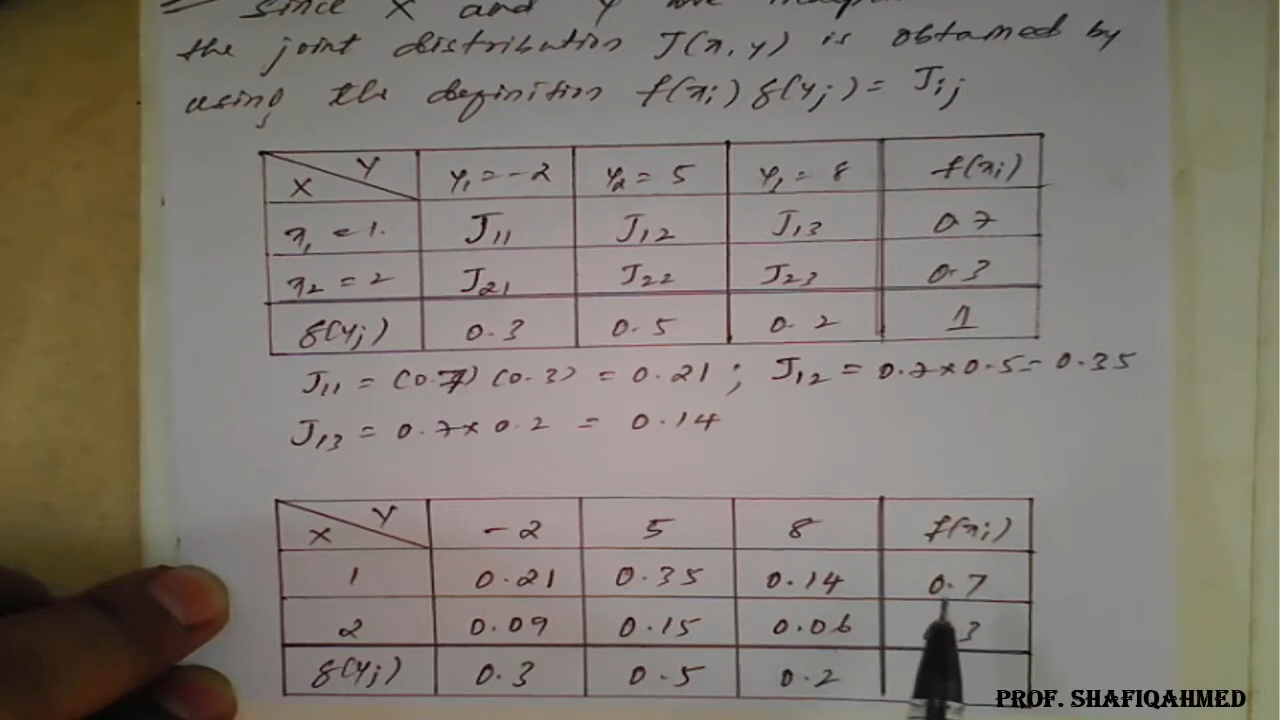 Since X and Y are
the joint distribution J(x, y) is obtained by
using the definition f(xi) g(yj) = Jij
X Y y1 = -2 y2 = 5 y3 = 8 f(xi)
x1 = 1. J11 J12 J13 0.7
x2 = 2 J21 J22 J23 0.3
g(yj) 0.3 0.5 0.2 1
J11 = (0.7) (0.3) = 0.21 ; J12 = 0.7 x 0.5 = 0.35
J13 = 0.7 x 0.2 = 0.14
X Y -2 5 8 f(xi)
1 0.21 0.35 0.14 0.7
2 0.09 0.15 0.06 3
g(yj) 0.3 0.5 0.2
PROF. SHAFIQAHMED